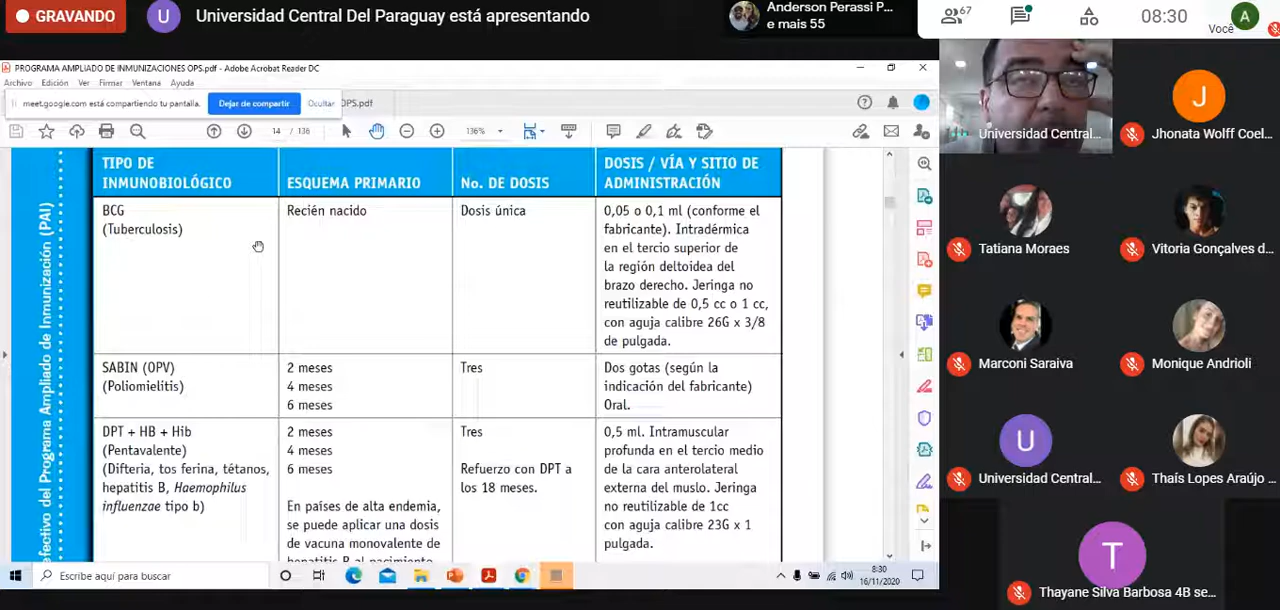 GRAVANDO
U
Universidad Central Del Paraguay está apresentando
Anderson Perassi P...
e mais 55
67
08:30
Você
A
PROGRAMA AMPLIADO DE INMUNIZACIONES OPS.pdf - Adobe Acrobat Reader DC
Archivo Edición Ver Firmar Ventana Ayuda
meet.google.com está compartiendo tu pantalla.
Dejar de compartir
Ocultar
OPS.pdf
14 / 136
136%
efectivo del Programa Ampliado de Inmunización (PAI)
TIPO DE
INMUNOBIOLÓGICO
ESQUEMA PRIMARIO
No. DE DOSIS
DOSIS / VÍA Y SITIO DE
ADMINISTRACIÓN
BCG
(Tuberculosis)
Recién nacido
Dosis única
0,05 o 0,1 ml (conforme el
fabricante). Intradérmica
en el tercio superior de
la región deltoidea del
brazo derecho. Jeringa no
reutilizable de 0,5 cc o 1 cc,
con aguja calibre 26G x 3/8
de pulgada.
SABIN (OPV)
(Poliomielitis)
2 meses
4 meses
6 meses
Tres
Dos gotas (según la
indicación del fabricante)
Oral.
DPT + HB + Hib
(Pentavalente)
(Difteria, tos ferina, tétanos,
hepatitis B, Haemophilus
influenzae tipo b)
2 meses
4 meses
6 meses
En países de alta endemia,
se puede aplicar una dosis
de vacuna monovalente de
hepatitis B al nacimiento
Tres
Refuerzo con DPT a
los 18 meses.
0,5 ml. Intramuscular
profunda en el tercio medio
de la cara anterolateral
externa del muslo. Jeringa
no reutilizable de 1cc
con aguja calibre 23G x 1
pulgada.
Escribe aquí para buscar
8:30
16/11/2020
Universidad Central...
J
Jhonata Wolff Coel...
Tatiana Moraes
Vitoria Gonçalves d...
Marconi Saraiva
Monique Andrioli
U
Universidad Central...
Thaís Lopes Araújo ...
T
Thayane Silva Barbosa 4B se...